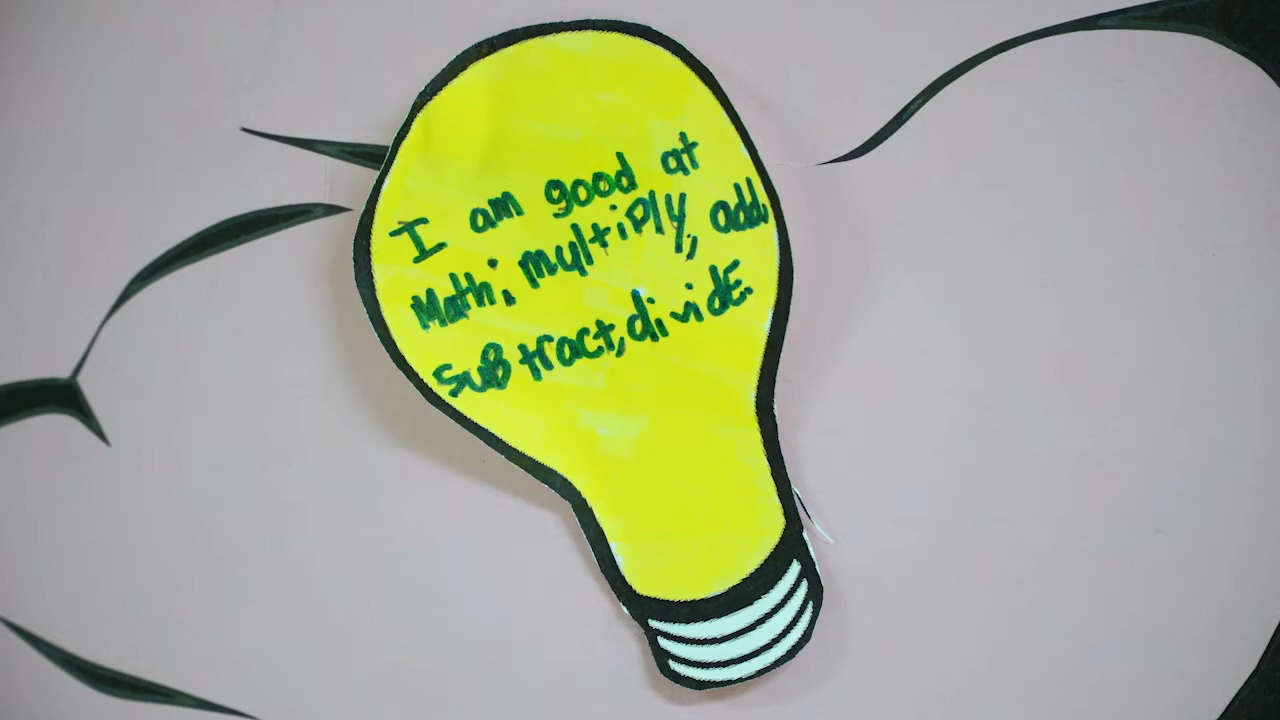 I am good at
Math; multiply, add,
subtract, divide.